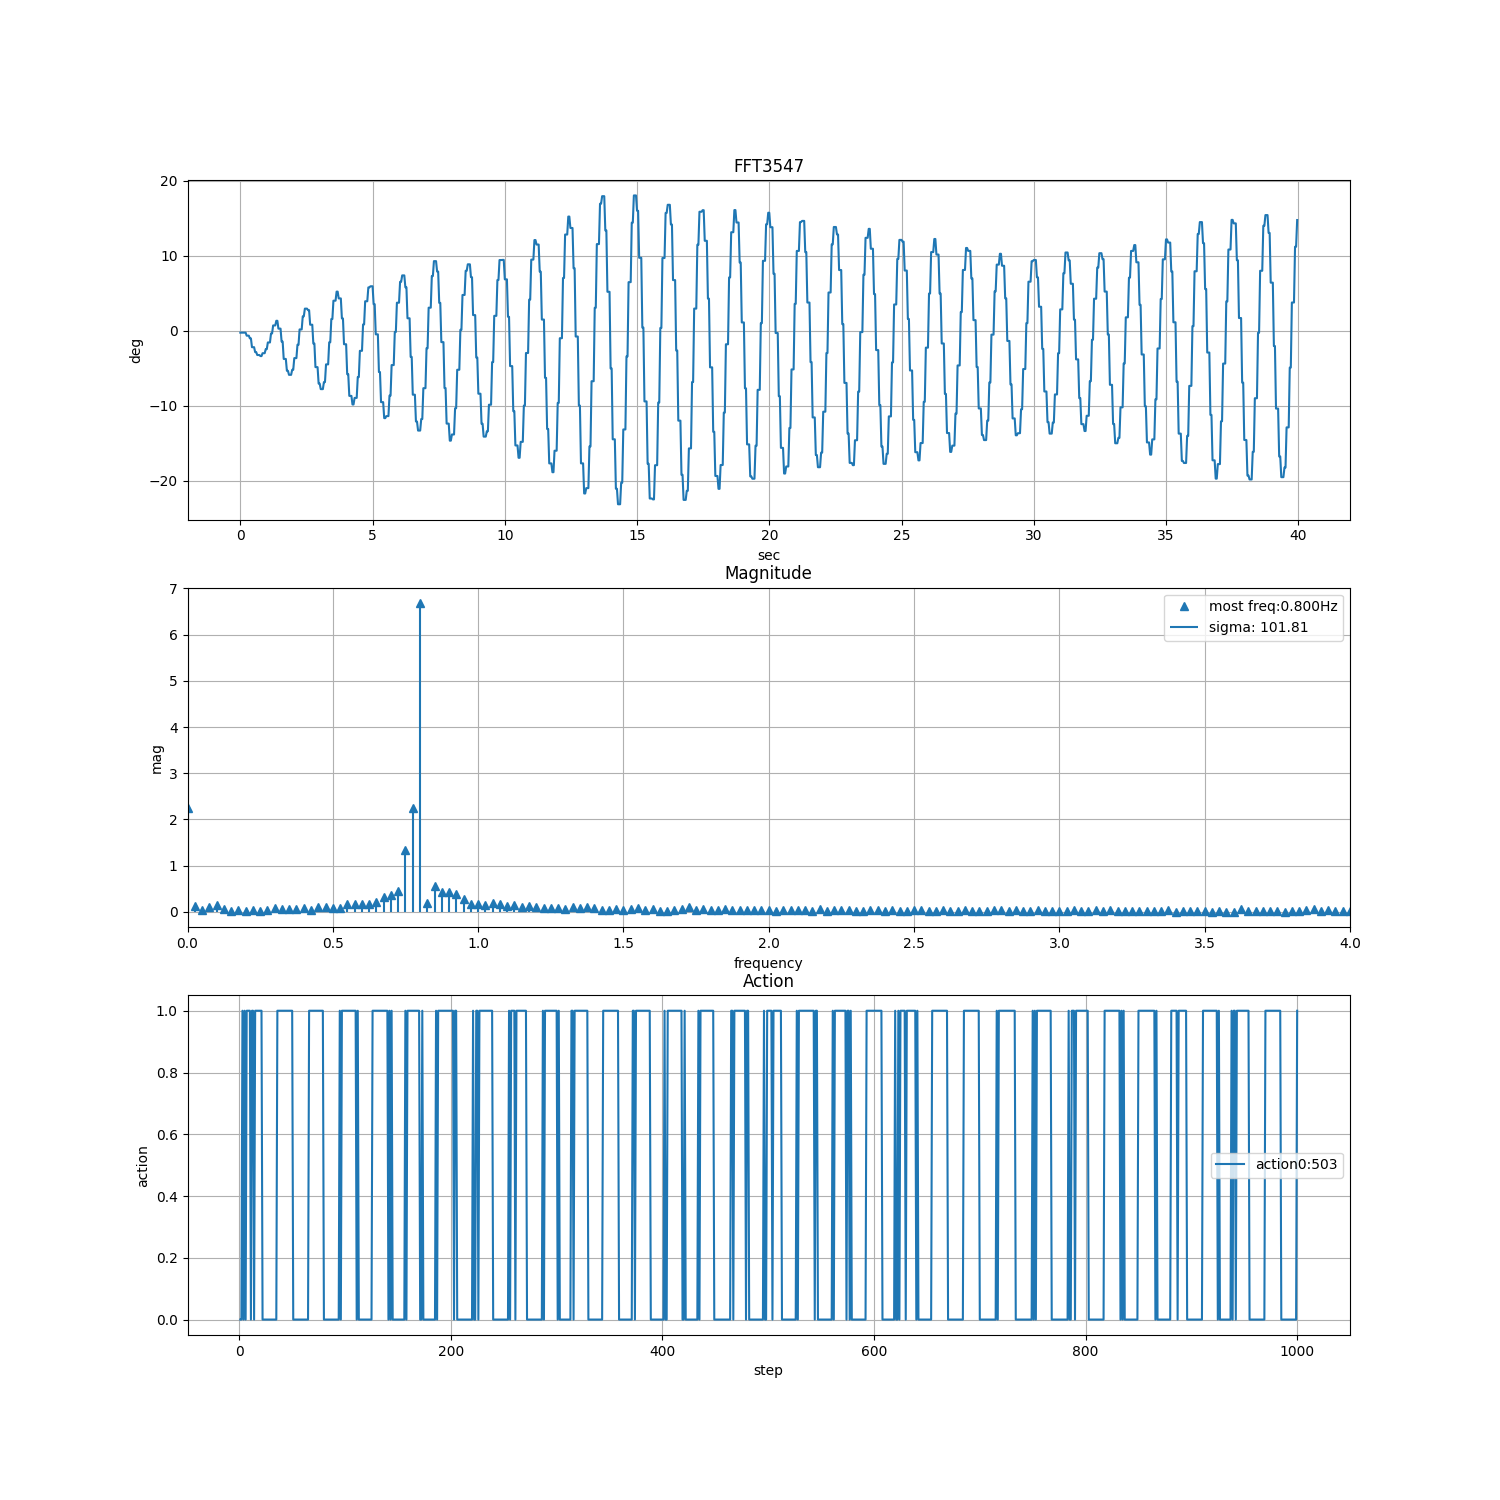 FFT3547
20
10
0
−10
−20
deg
0 5 10 15 20 25 30 35 40
sec
Magnitude
7
6
5
4
3
2
1
0
mag
most freq:0.800Hz
sigma: 101.81
0.0 0.5 1.0 1.5 2.0 2.5 3.0 3.5 4.0
frequency
Action
1.0
0.8
0.6
0.4
0.2
0.0
action
action0:503
0 200 400 600 800 1000
step